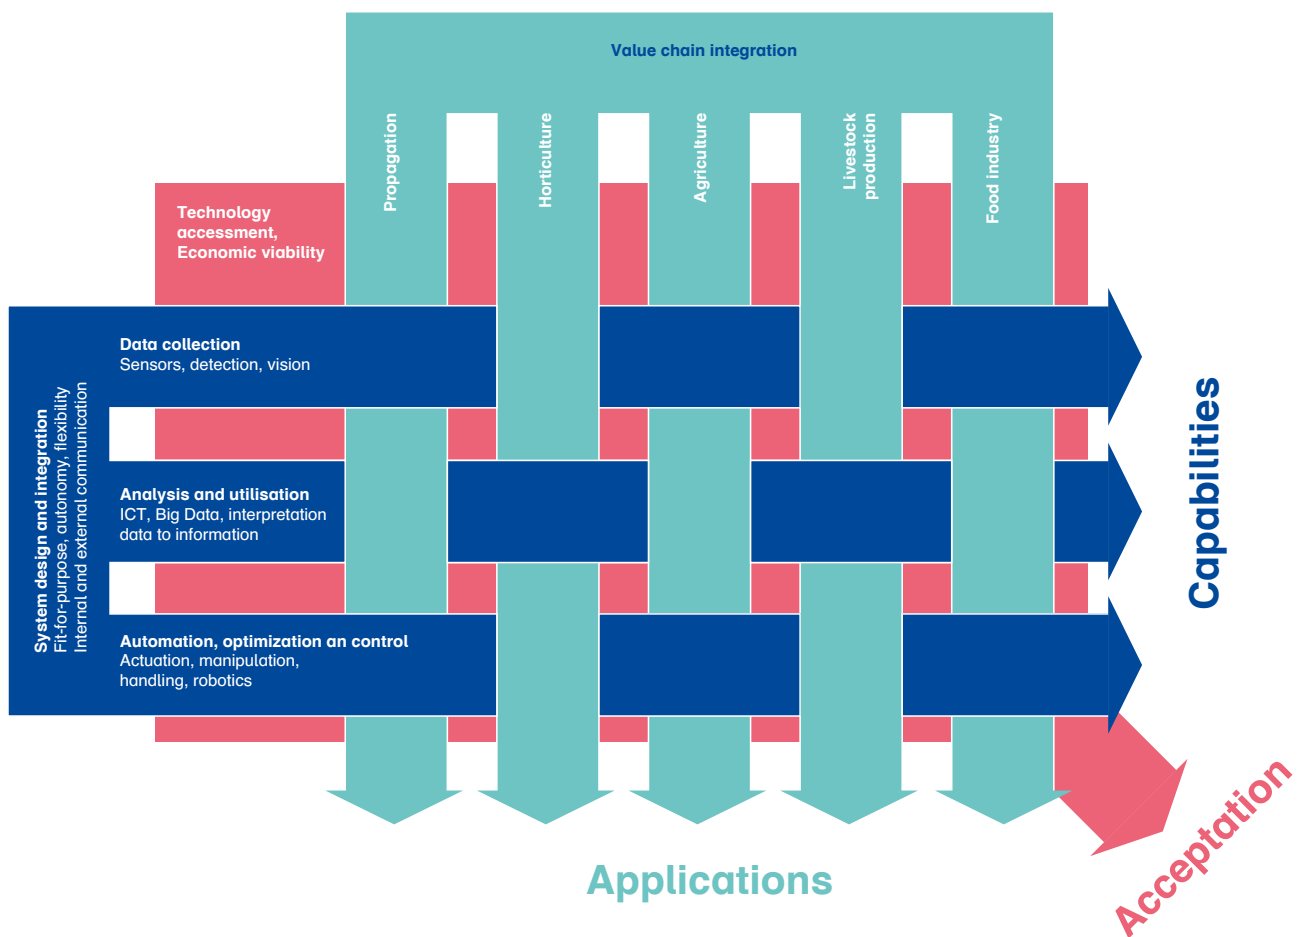 Value chain integration
Propagation
Horticulture
Agriculture
Livestock
production
Food industry
Technology
accessment,
Economic viability
Data collection
Sensors, detection, vision
System design and integration
Fit-for-purpose, autonomy, flexibility
Internal and external communication
Analysis and utilisation
ICT, Big Data, interpretation
data to information
Automation, optimization an control
Actuation, manipulation,
handling, robotics
Capabilities
Applications
Acceptation